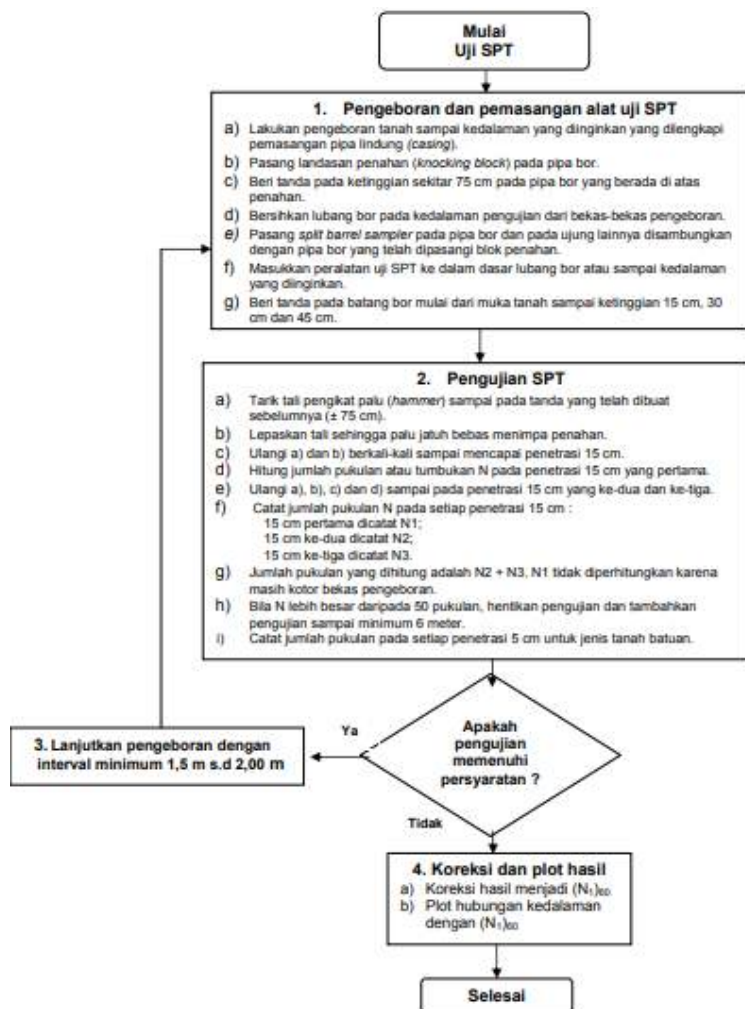 Mulai
Uji SPT
1. Pengeboran dan pemasangan alat uji SPT
a) Lakukan pengeboran tanah sampai kedalaman yang diinginkan yang dilengkapi
pemasangan pipa lindung (casing).
b) Pasang landasan penahan (knocking block) pada pipa bor.
c) Beri tanda pada ketinggian sekitar 75 cm pada pipa bor yang berada di atas
penahan.
d) Bersihkan lubang bor pada kedalaman pengujian dari bekas-bekas pengeboran.
e) Pasang split barrel sampler pada pipa bor dan pada ujung lainnya disambungkan
dengan pipa bor yang telah dipasangi blok penahan.
f) Masukkan peralatan uji SPT ke dalam dasar lubang bor atau sampai kedalaman
yang diinginkan.
g) Beri tanda pada batang bor mulai dari muka tanah sampai ketinggian 15 cm, 30
cm dan 45 cm.
2. Pengujian SPT
a) Tarik tali pengikat palu (hammer) sampai pada tanda yang telah dibuat
sebelumnya (± 75 cm).
b) Lepaskan tali sehingga palu jatuh bebas menimpa penahan.
c) Ulangi a) dan b) berkali-kali sampai mencapai penetrasi 15 cm.
d) Hitung jumlah pukulan atau tumbukan N pada penetrasi 15 cm yang pertama.
e) Ulangi a), b), c) dan d) sampai pada penetrasi 15 cm yang ke-dua dan ke-tiga.
f) Catat jumlah pukulan N pada setiap penetrasi 15 cm :
15 cm pertama dicatat N1;
15 cm ke-dua dicatat N2;
15 cm ke-tiga dicatat N3.
g) Jumlah pukulan yang dihitung adalah N2 + N3. N1 tidak diperhitungkan karena
masih kotor bekas pengeboran.
h) Bila N lebih besar daripada 50 pukulan, hentikan pengujian dan tambahkan
pengujian sampai minimum 6 meter.
i) Catat jumlah pukulan pada setiap penetrasi 5 cm untuk jenis tanah batuan.
Apakah
pengujian
memenuhi
persyaratan ?
Ya
3. Lanjutkan pengeboran dengan
interval minimum 1,5 m s.d 2,00 m
Tidak
4. Koreksi dan plot hasil
a) Koreksi hasil menjadi (N₁)₆₀
b) Plot hubungan kedalaman
dengan (N₁)₆₀
Selesai